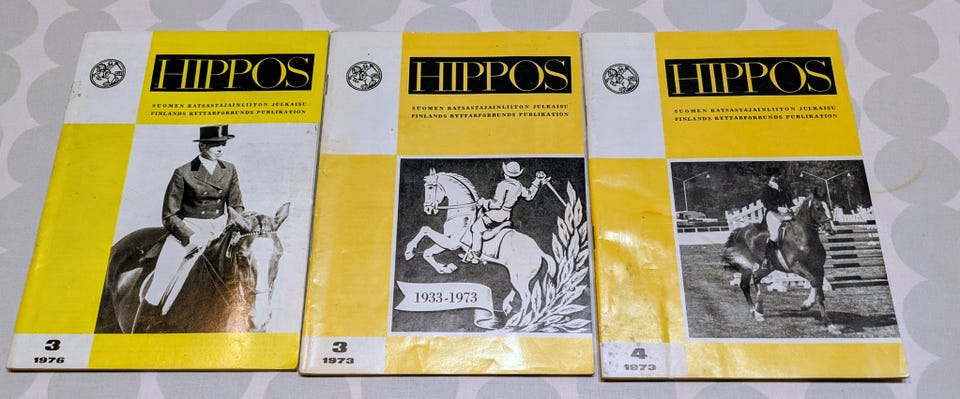 HIPPOS
SUOMEN RATSASTAJAINLIITON JULKAISU
FINLANDS RYTTARFÖRBUNDS PUBLIKATION
3
1976
HIPPOS
SUOMEN RATSASTAJAINLIITON JULKAISU
FINLANDS RYTTARFÖRBUNDS PUBLIKATION
1933-1973
3
1973
HIPPOS
SUOMEN RATSASTAJAINLIITON JULKAISU
FINLANDS RYTTARFÖRBUNDS PUBLIKATION
4
1973